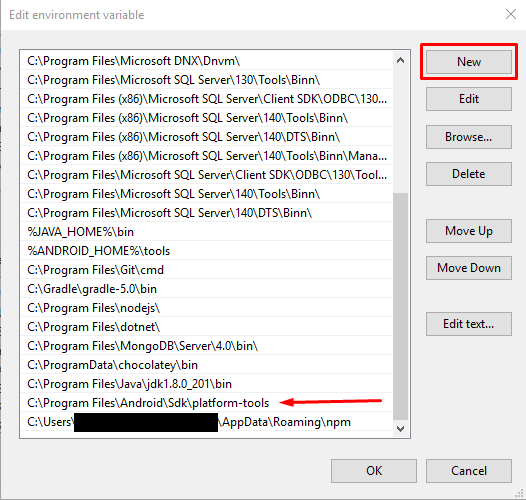 Edit environment variable
C:\Program Files\Microsoft DNX\Dnvm\
C:\Program Files\Microsoft SQL Server\130\Tools\Binn\
C:\Program Files (x86)\Microsoft SQL Server\Client SDK\ODBC\130...
C:\Program Files (x86)\Microsoft SQL Server\140\Tools\Binn\
C:\Program Files (x86)\Microsoft SQL Server\140\DTS\Binn\
C:\Program Files (x86)\Microsoft SQL Server\140\Tools\Binn\Mana...
C:\Program Files\Microsoft SQL Server\Client SDK\ODBC\130\Tool...
C:\Program Files\Microsoft SQL Server\140\Tools\Binn\
C:\Program Files\Microsoft SQL Server\140\DTS\Binn\
%JAVA_HOME%\bin
%ANDROID_HOME%\tools
C:\Program Files\Git\cmd
C:\Gradle\gradle-5.0\bin
C:\Program Files\nodejs\
C:\Program Files\dotnet\
C:\Program Files\MongoDB\Server\4.0\bin\
C:\ProgramData\chocolatey\bin
C:\Program Files\Java\jdk1.8.0_201\bin
C:\Program Files\Android\Sdk\platform-tools
C:\Users\ \AppData\Roaming\npm
New
Edit
Browse...
Delete
Move Up
Move Down
Edit text...
OK
Cancel